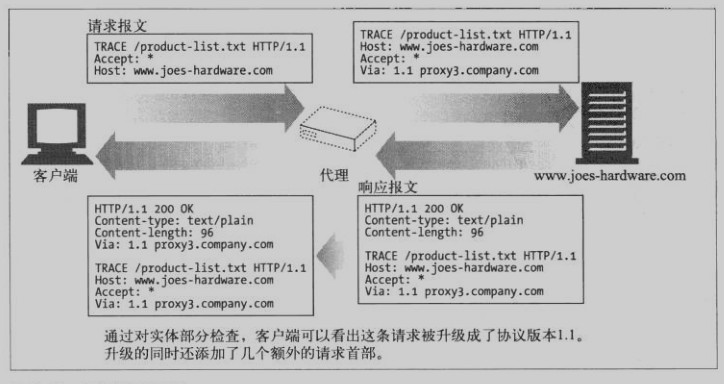 请求报文
TRACE /product-list.txt HTTP/1.1
Accept: *
Host: www.joes-hardware.com
TRACE /product-list.txt HTTP/1.1
Host: www.joes-hardware.com
Accept: *
Via: 1.1 proxy3.company.com
客户端
代理
www.joes-hardware.com
响应报文
HTTP/1.1 200 OK
Content-type: text/plain
Content-length: 96
Via: 1.1 proxy3.company.com
TRACE /product-list.txt HTTP/1.1
Host: www.joes-hardware.com
Accept: *
Via: 1.1 proxy3.company.com
HTTP/1.1 200 OK
Content-type: text/plain
Content-length: 96
TRACE /product-list.txt HTTP/1.1
Host: www.joes-hardware.com
Accept: *
Via: 1.1 proxy3.company.com
通过对实体部分检查，客户端可以看出这条请求被升级成了协议版本1.1。
升级的同时还添加了几个额外的请求首部。